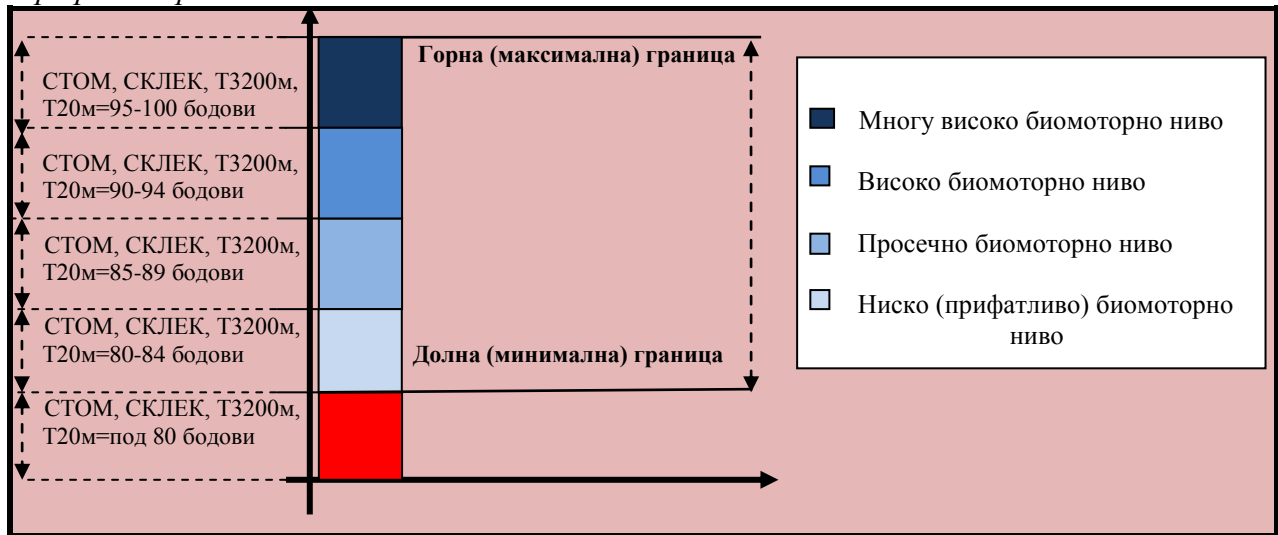 СТОМ, СКЛЕК, Т3200м,
Т20м=95-100 бодови
СТОМ, СКЛЕК, Т3200м,
Т20м=90-94 бодови
СТОМ, СКЛЕК, Т3200м,
Т20м=85-89 бодови
СТОМ, СКЛЕК, Т3200м,
Т20м=80-84 бодови
СТОМ, СКЛЕК, Т3200м,
Т20м=под 80 бодови
Горна (максимална) граница
Долна (минимална) граница
Многу високо биомоторно ниво
Високо биомоторно ниво
Просечно биомоторно ниво
Ниско (прифатливо) биомоторно
ниво